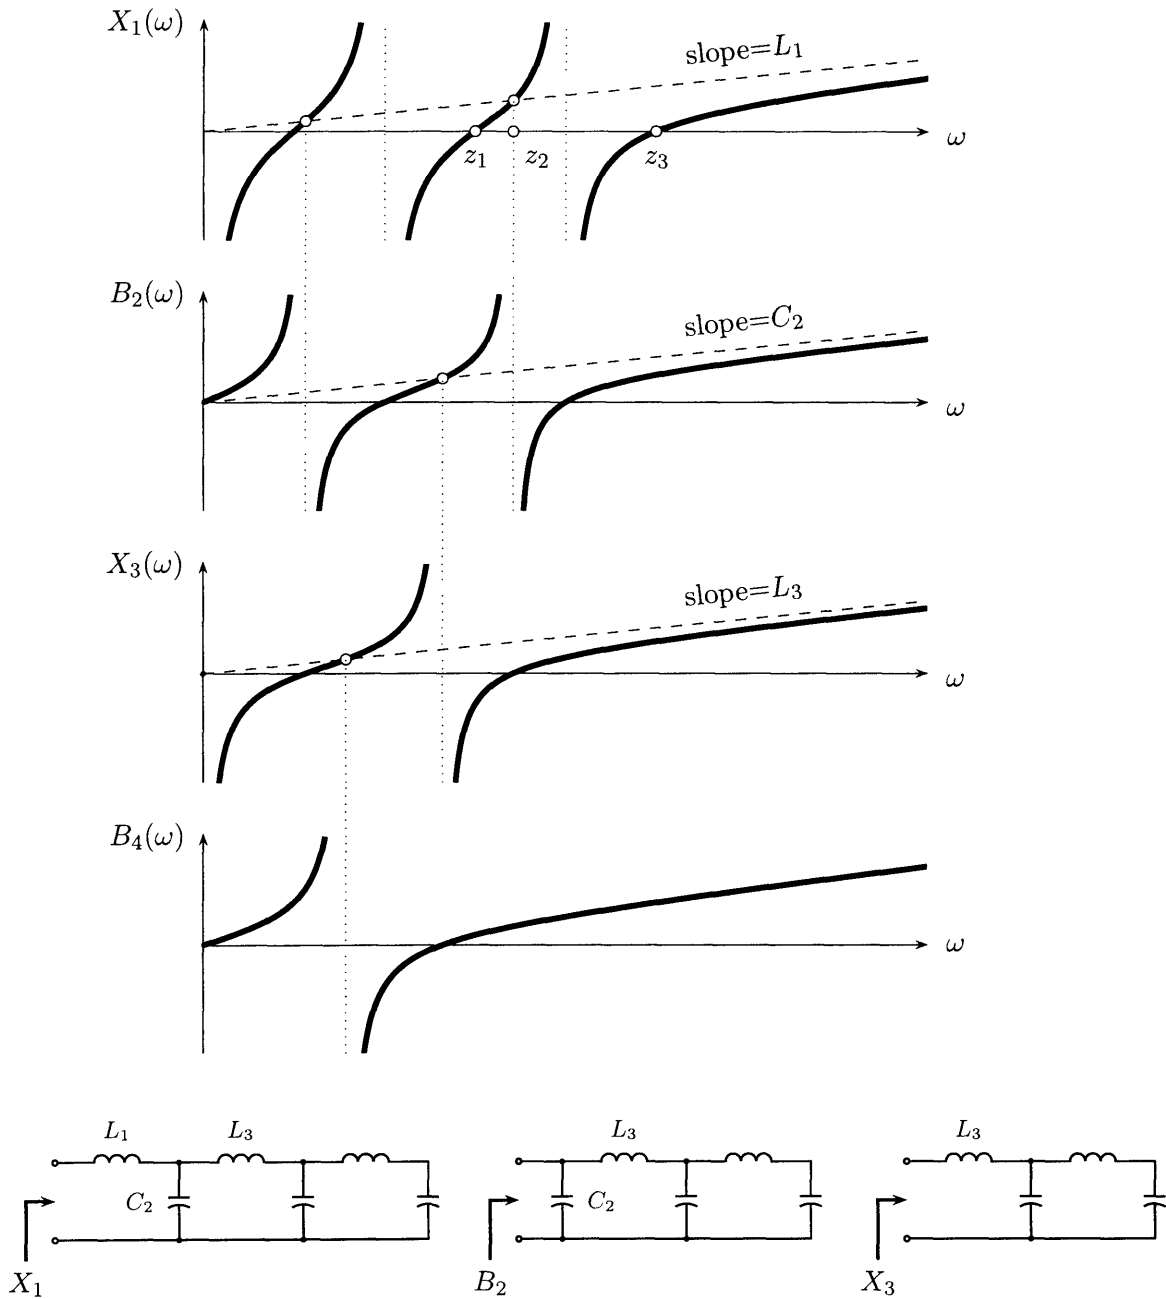 X₁(ω)
slope=L₁
ω
z₁ z₂ z₃
B₂(ω)
slope=C₂
ω
X₃(ω)
slope=L₃
ω
B₄(ω)
ω
L₁ L₃
C₂
X₁
L₃
C₂
B₂
L₃
X₃